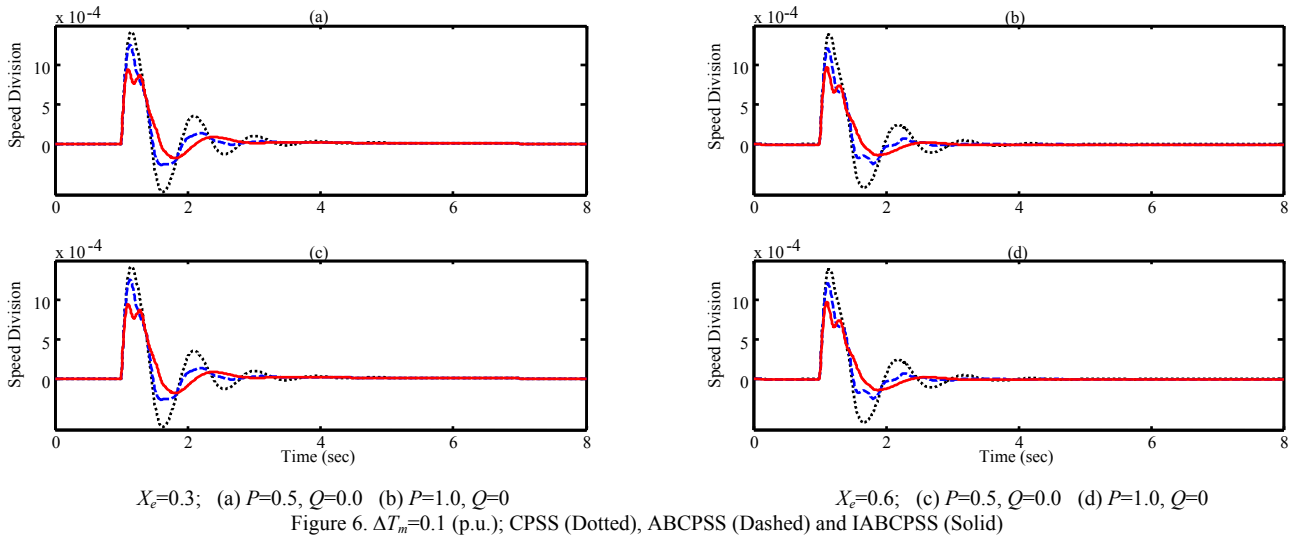 x 10 -4 (a)
Speed Division
10
5
0
0 2 4 6 8
x 10 -4 (b)
Speed Division
10
5
0
0 2 4 6 8
x 10 -4 (c)
Speed Division
10
5
0
0 2 4 6 8
Time (sec)
x 10 -4 (d)
Speed Division
10
5
0
0 2 4 6 8
Time (sec)
Xe=0.3; (a) P=0.5, Q=0.0 (b) P=1.0, Q=0
Xe=0.6; (c) P=0.5, Q=0.0 (d) P=1.0, Q=0
Figure 6. ΔTm=0.1 (p.u.); CPSS (Dotted), ABCPSS (Dashed) and IABCPSS (Solid)